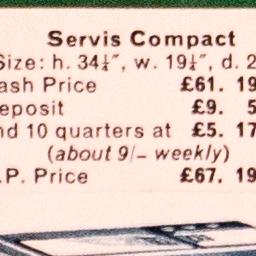 Servis Compact
Size: h. 34¼″, w. 19¼″, d. 2
ash Price £61. 19
eposit £9. 5
nd 10 quarters at £5. 17
(about 9/– weekly)
.P. Price £67. 19